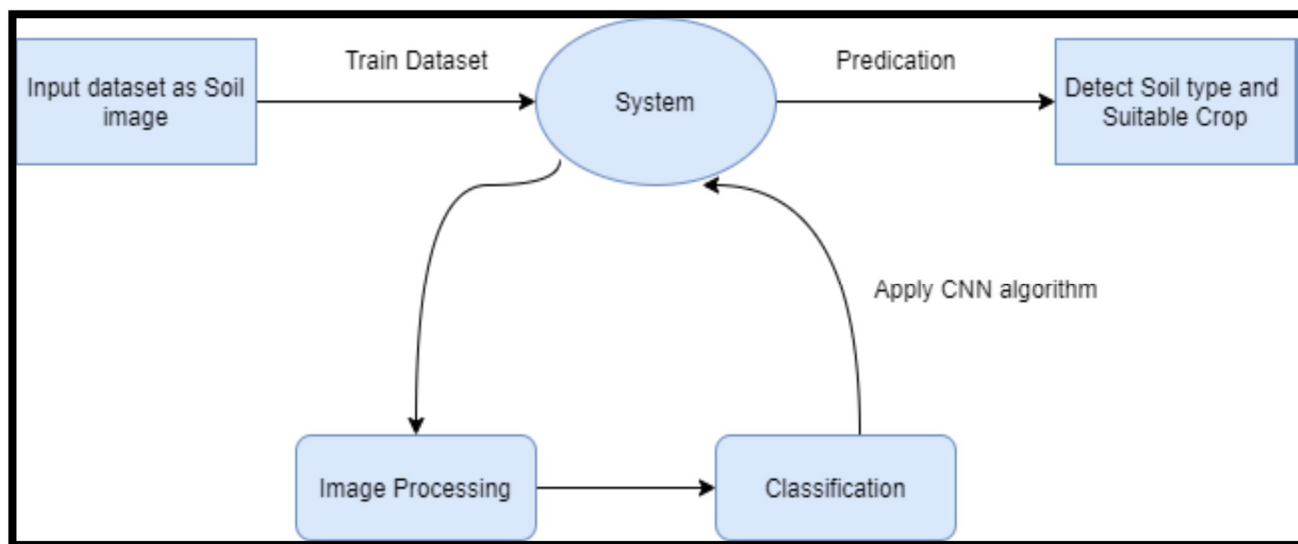 Input dataset as Soil
image
Train Dataset
System
Predication
Detect Soil type and
Suitable Crop
Apply CNN algorithm
Image Processing
Classification